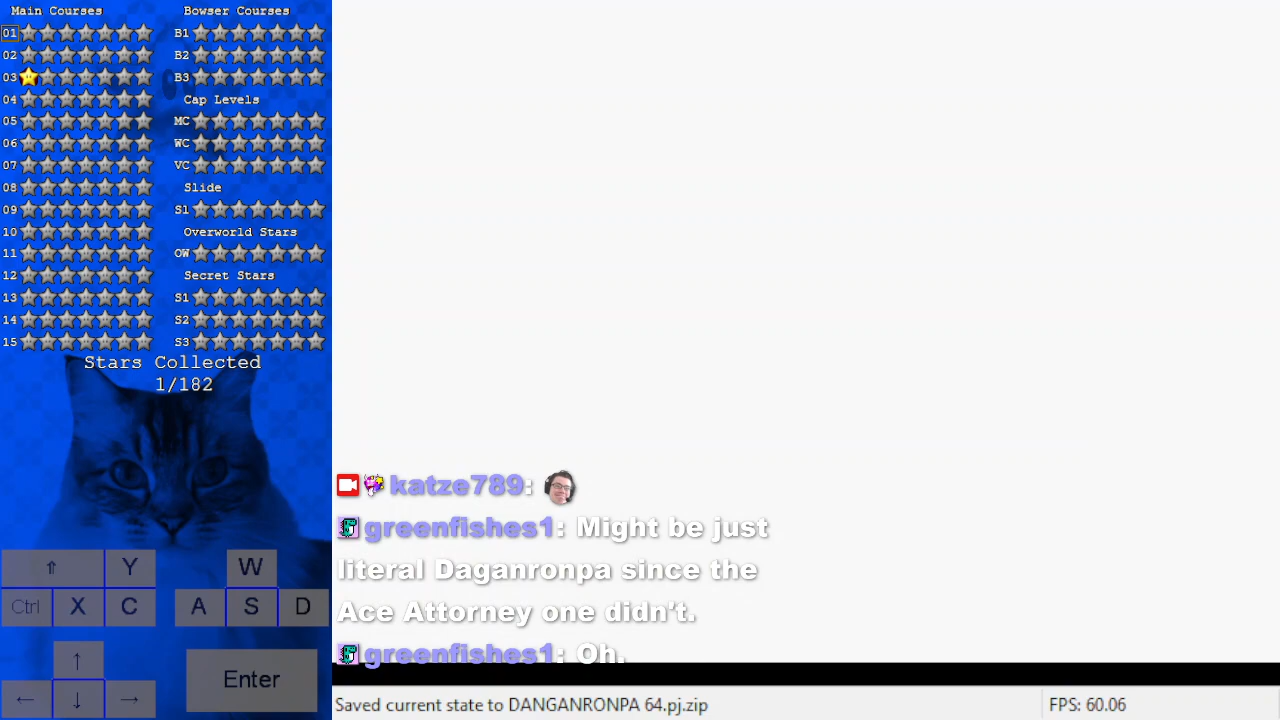 Main Courses
01
02
03
04
05
06
07
08
09
10
11
12
13
14
15
Bowser Courses
B1
B2
B3
Cap Levels
MC
WC
VC
Slide
S1
Overworld Stars
OW
Secret Stars
S1
S2
S3
Stars Collected
1/182
⇑ Y W
Ctrl X C A S D
↑ Enter
← ↓ →
katze789:
greenfishes1: Might be just
literal Daganronpa since the
Ace Attorney one didn't.
greenfishes1: Oh.
Saved current state to DANGANRONPA 64.pj.zip
FPS: 60.06